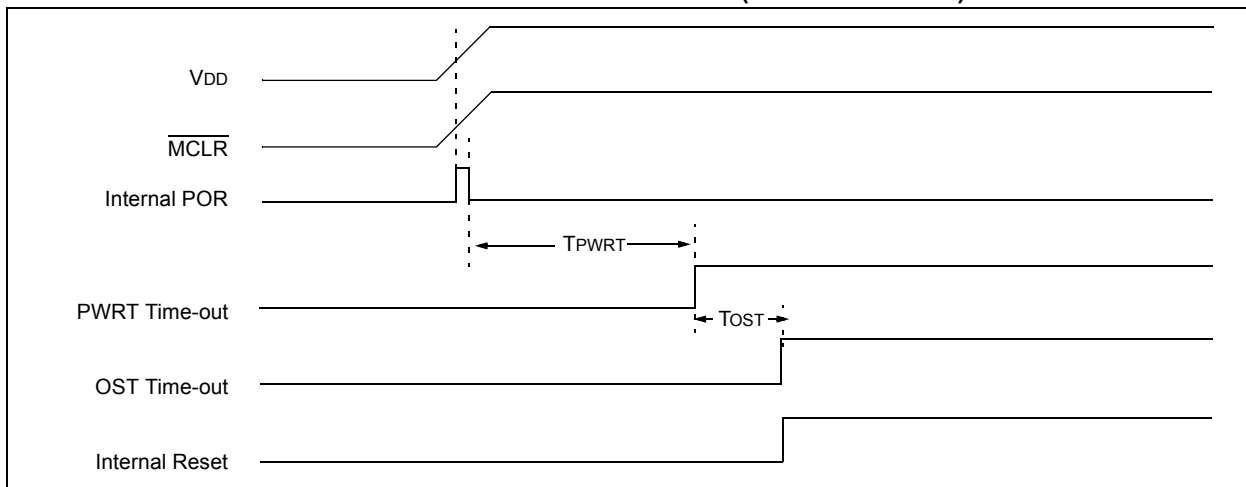 VDD
MCLR
Internal POR
TPWRT
PWRT Time-out
TOST
OST Time-out
Internal Reset